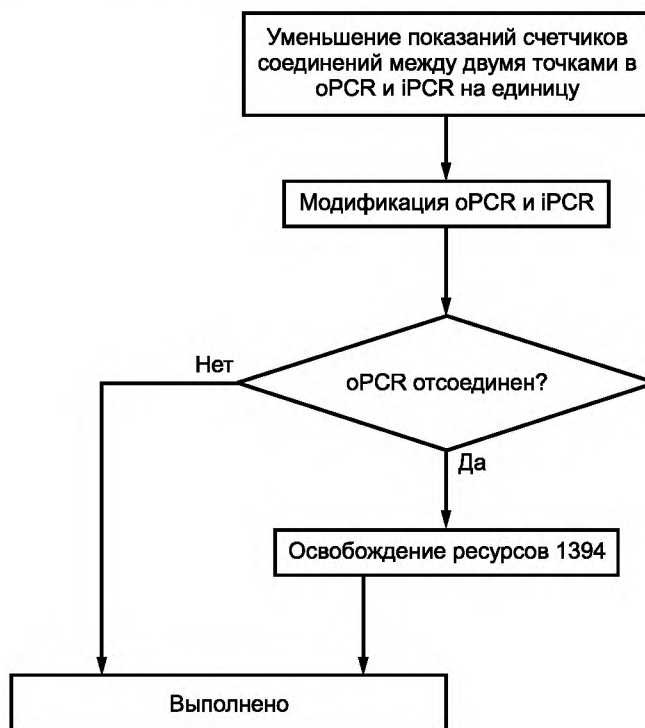 Уменьшение показаний счетчиков
соединений между двумя точками в
oPCR и iPCR на единицу
Модификация oPCR и iPCR
Нет
oPCR отсоединен?
Да
Освобождение ресурсов 1394
Выполнено